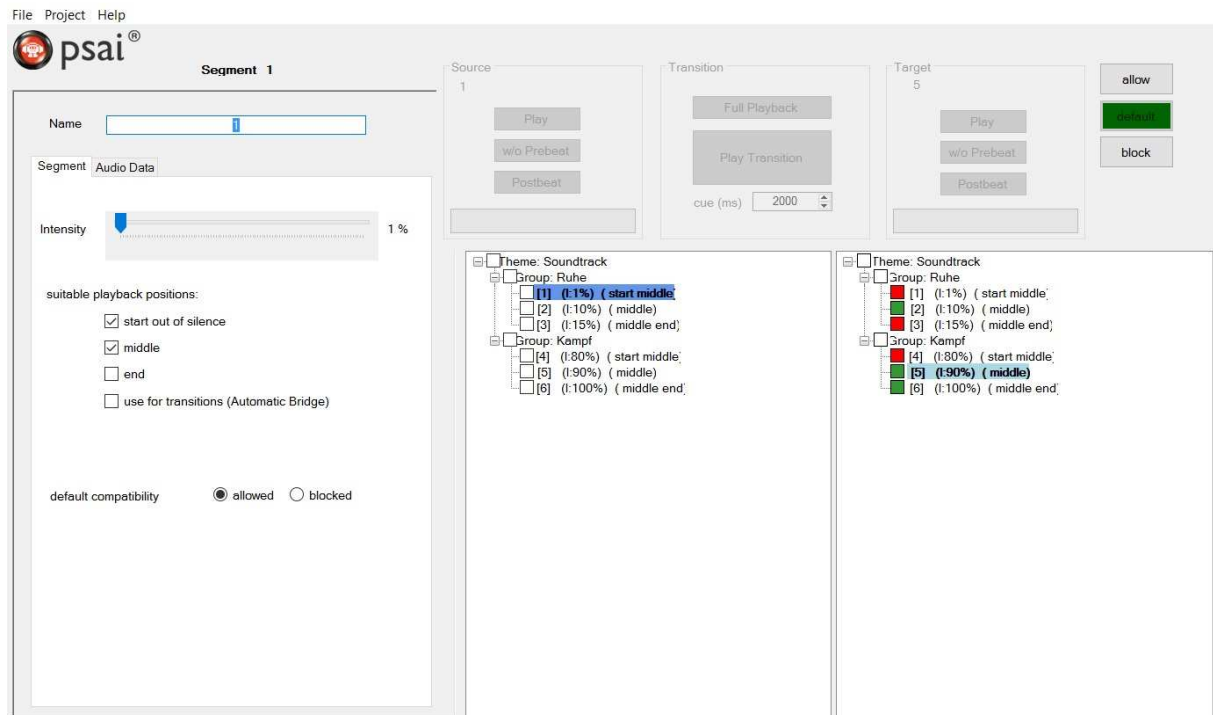 File Project Help
psai®
Segment 1
Name 1
Segment Audio Data
Intensity 1 %
suitable playback positions:
start out of silence
middle
end
use for transitions (Automatic Bridge)
default compatibility allowed blocked
Source
1
Play
w/o Prebeat
Postbeat
Transition
Full Playback
Play Transition
cue (ms) 2000
Target
5
Play
w/o Prebeat
Postbeat
allow
default
block
Theme: Soundtrack
Group: Ruhe
[1] (I:1%) ( start middle)
[2] (I:10%) ( middle)
[3] (I:15%) ( middle end)
Group: Kampf
[4] (I:80%) ( start middle)
[5] (I:90%) ( middle)
[6] (I:100%) ( middle end)
Theme: Soundtrack
Group: Ruhe
[1] (I:1%) ( start middle)
[2] (I:10%) ( middle)
[3] (I:15%) ( middle end)
Group: Kampf
[4] (I:80%) ( start middle)
[5] (I:90%) ( middle)
[6] (I:100%) ( middle end)